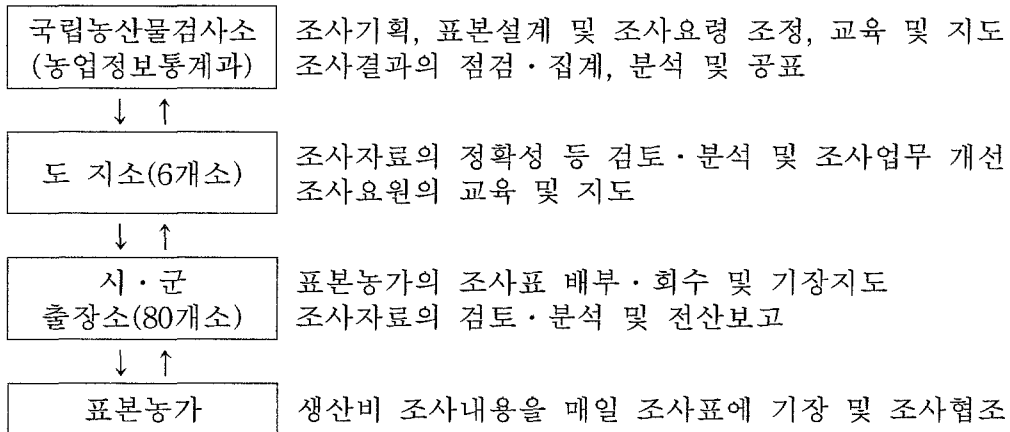 국립농산물검사소 조사기획, 표본설계 및 조사요령 조정, 교육 및 지도
(농업정보통계과) 조사결과의 점검·집계, 분석 및 공표
↓ ↑
도 지소(6개소) 조사자료의 정확성 등 검토·분석 및 조사업무 개선
조사요원의 교육 및 지도
↓ ↑
시·군 표본농가의 조사표 배부·회수 및 기장지도
출장소(80개소) 조사자료의 검토·분석 및 전산보고
↓ ↑
표본농가 생산비 조사내용을 매일 조사표에 기장 및 조사협조